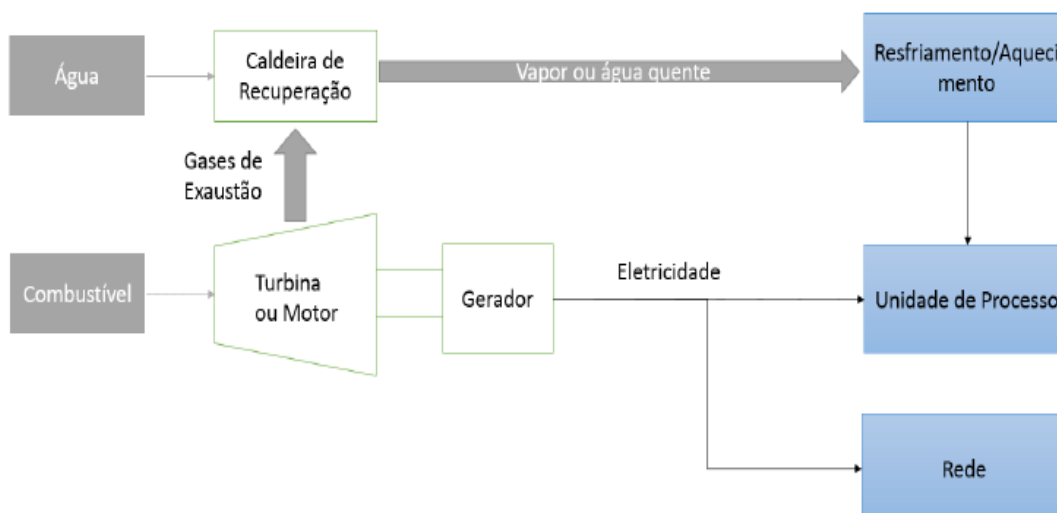 Água
Caldeira de
Recuperação
Vapor ou água quente
Resfriamento/Aqueci
mento
Gases de
Exaustão
Combustível
Turbina
ou Motor
Gerador
Eletricidade
Unidade de Processo
Rede